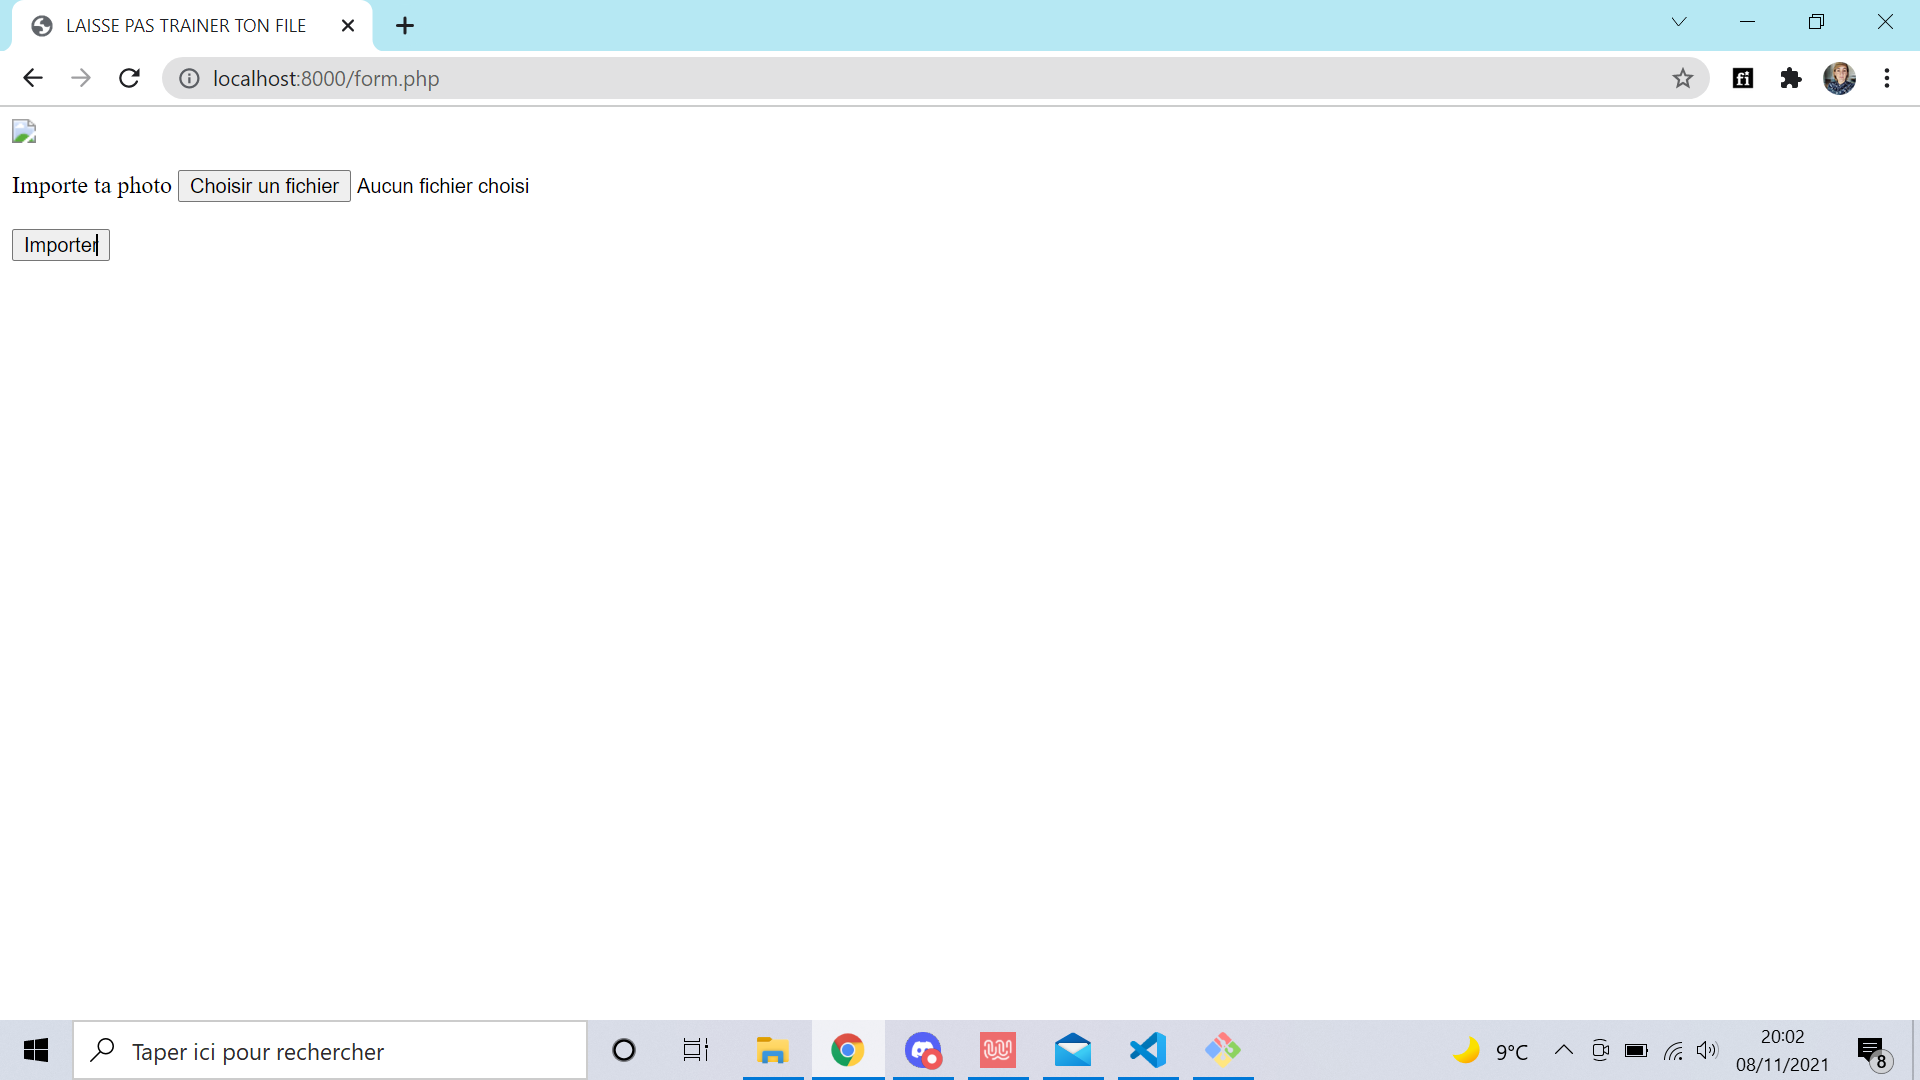 LAISSE PAS TRAINER TON FILE
localhost:8000/form.php
fi
Importe ta photo Choisir un fichier Aucun fichier choisi
Importer
Taper ici pour rechercher
9°C
20:02
08/11/2021
8